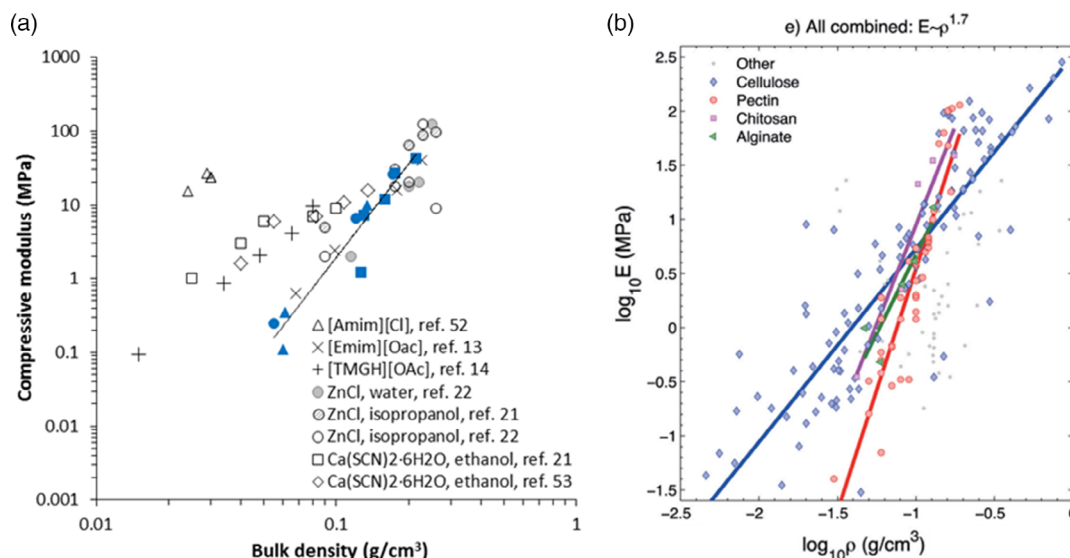 (a)
Compressive modulus (MPa)
1000
100
10
1
0.1
0.01
0.001
0.01
0.1
1
Bulk density (g/cm³)
[Amim][Cl], ref. 52
[Emim][Oac], ref. 13
[TMGH][OAc], ref. 14
ZnCl, water, ref. 22
ZnCl, isopropanol, ref. 21
ZnCl, isopropanol, ref. 22
Ca(SCN)2·6H2O, ethanol, ref. 21
Ca(SCN)2·6H2O, ethanol, ref. 53
(b)
e) All combined: E~ρ^1.7
Other
Cellulose
Pectin
Chitosan
Alginate
log₁₀E (MPa)
2.5
2
1.5
1
0.5
0
−0.5
−1
−1.5
−2.5
−2
−1.5
−1
−0.5
0
log₁₀ρ (g/cm³)